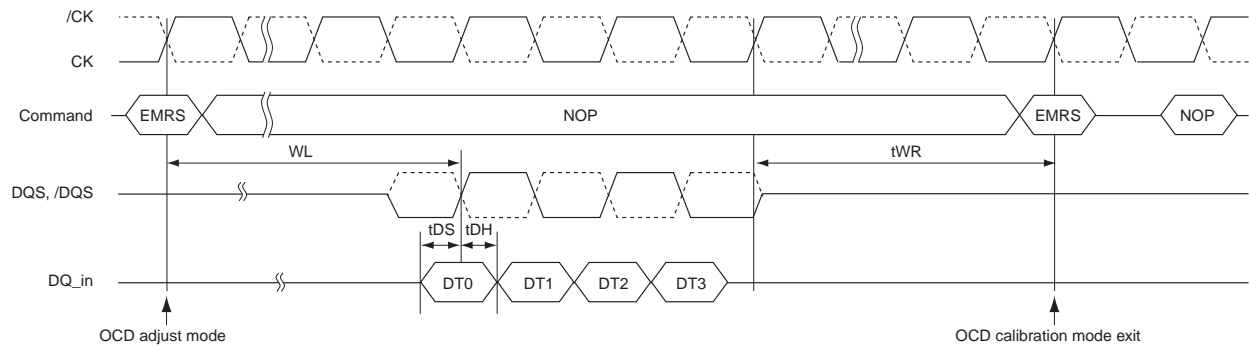 /CK
CK
Command
EMRS
NOP
EMRS
NOP
WL
tWR
DQS, /DQS
tDS
tDH
DQ_in
DT0
DT1
DT2
DT3
OCD adjust mode
OCD calibration mode exit